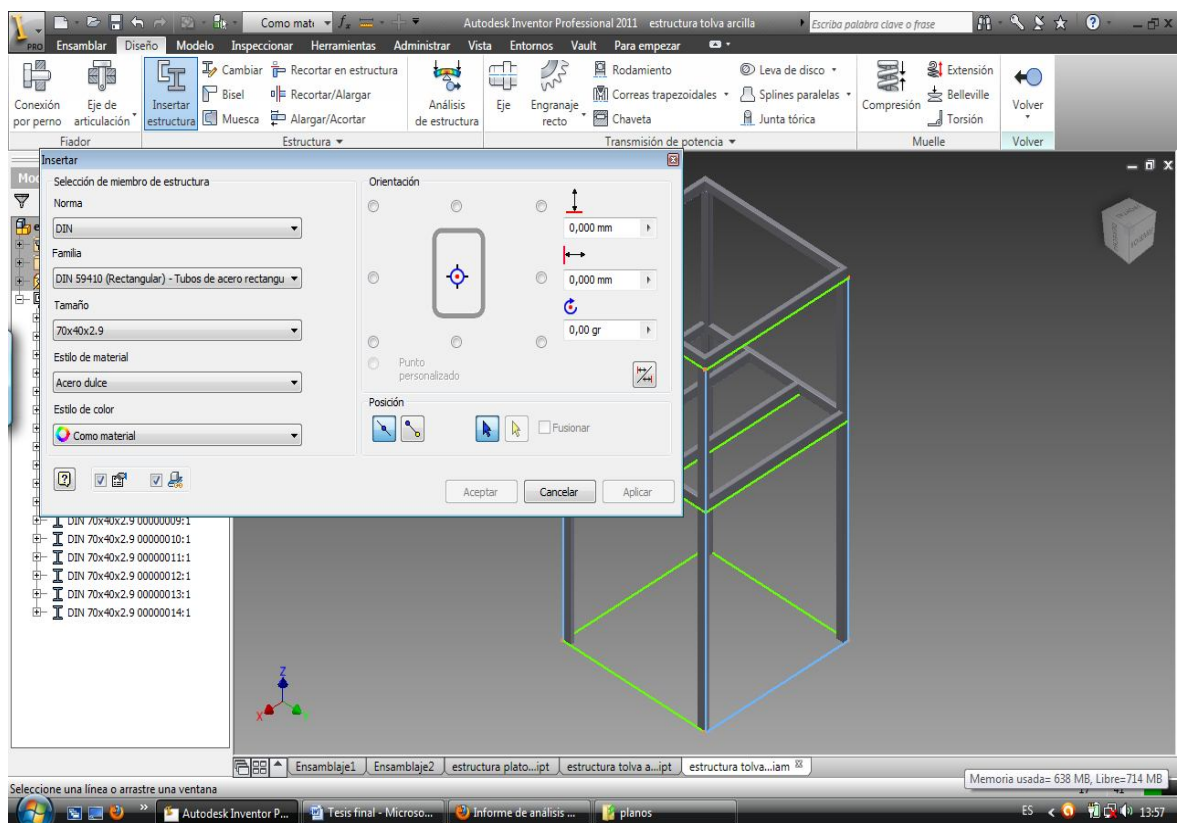 Como mati
Autodesk Inventor Professional 2011 estructura tolva arcilla
Escriba palabra clave o frase
PRO
Ensamblar Diseño Modelo Inspeccionar Herramientas Administrar Vista Entornos Vault Para empezar
Conexión por perno
Eje de articulación
Insertar estructura
Cambiar
Bisel
Muesca
Recortar en estructura
Recortar/Alargar
Alargar/Acortar
Análisis de estructura
Eje
Engranaje recto
Rodamiento
Correas trapezoidales
Chaveta
Leva de disco
Splines paralelas
Junta tórica
Compresión
Extensión
Belleville
Torsión
Volver
Fiador
Estructura
Transmisión de potencia
Muelle
Volver
Insertar
Selección de miembro de estructura
Norma
DIN
Familia
DIN 59410 (Rectangular) - Tubos de acero rectangu
Tamaño
70x40x2.9
Estilo de material
Acero dulce
Estilo de color
Como material
Orientación
0,000 mm
0,000 mm
0,00 gr
Punto personalizado
Posición
Fusionar
Aceptar
Cancelar
Aplicar
DIN 70x40x2.9 00000009:1
DIN 70x40x2.9 00000010:1
DIN 70x40x2.9 00000011:1
DIN 70x40x2.9 00000012:1
DIN 70x40x2.9 00000013:1
DIN 70x40x2.9 00000014:1
Z
X
Ensamblaje1
Ensamblaje2
estructura plato...ipt
estructura tolva a...ipt
estructura tolva...iam
Memoria usada= 638 MB, Libre=714 MB
Seleccione una línea o arrastre una ventana
Autodesk Inventor P...
Tesis final - Microso...
Informe de análisis ...
planos
ES
13:57